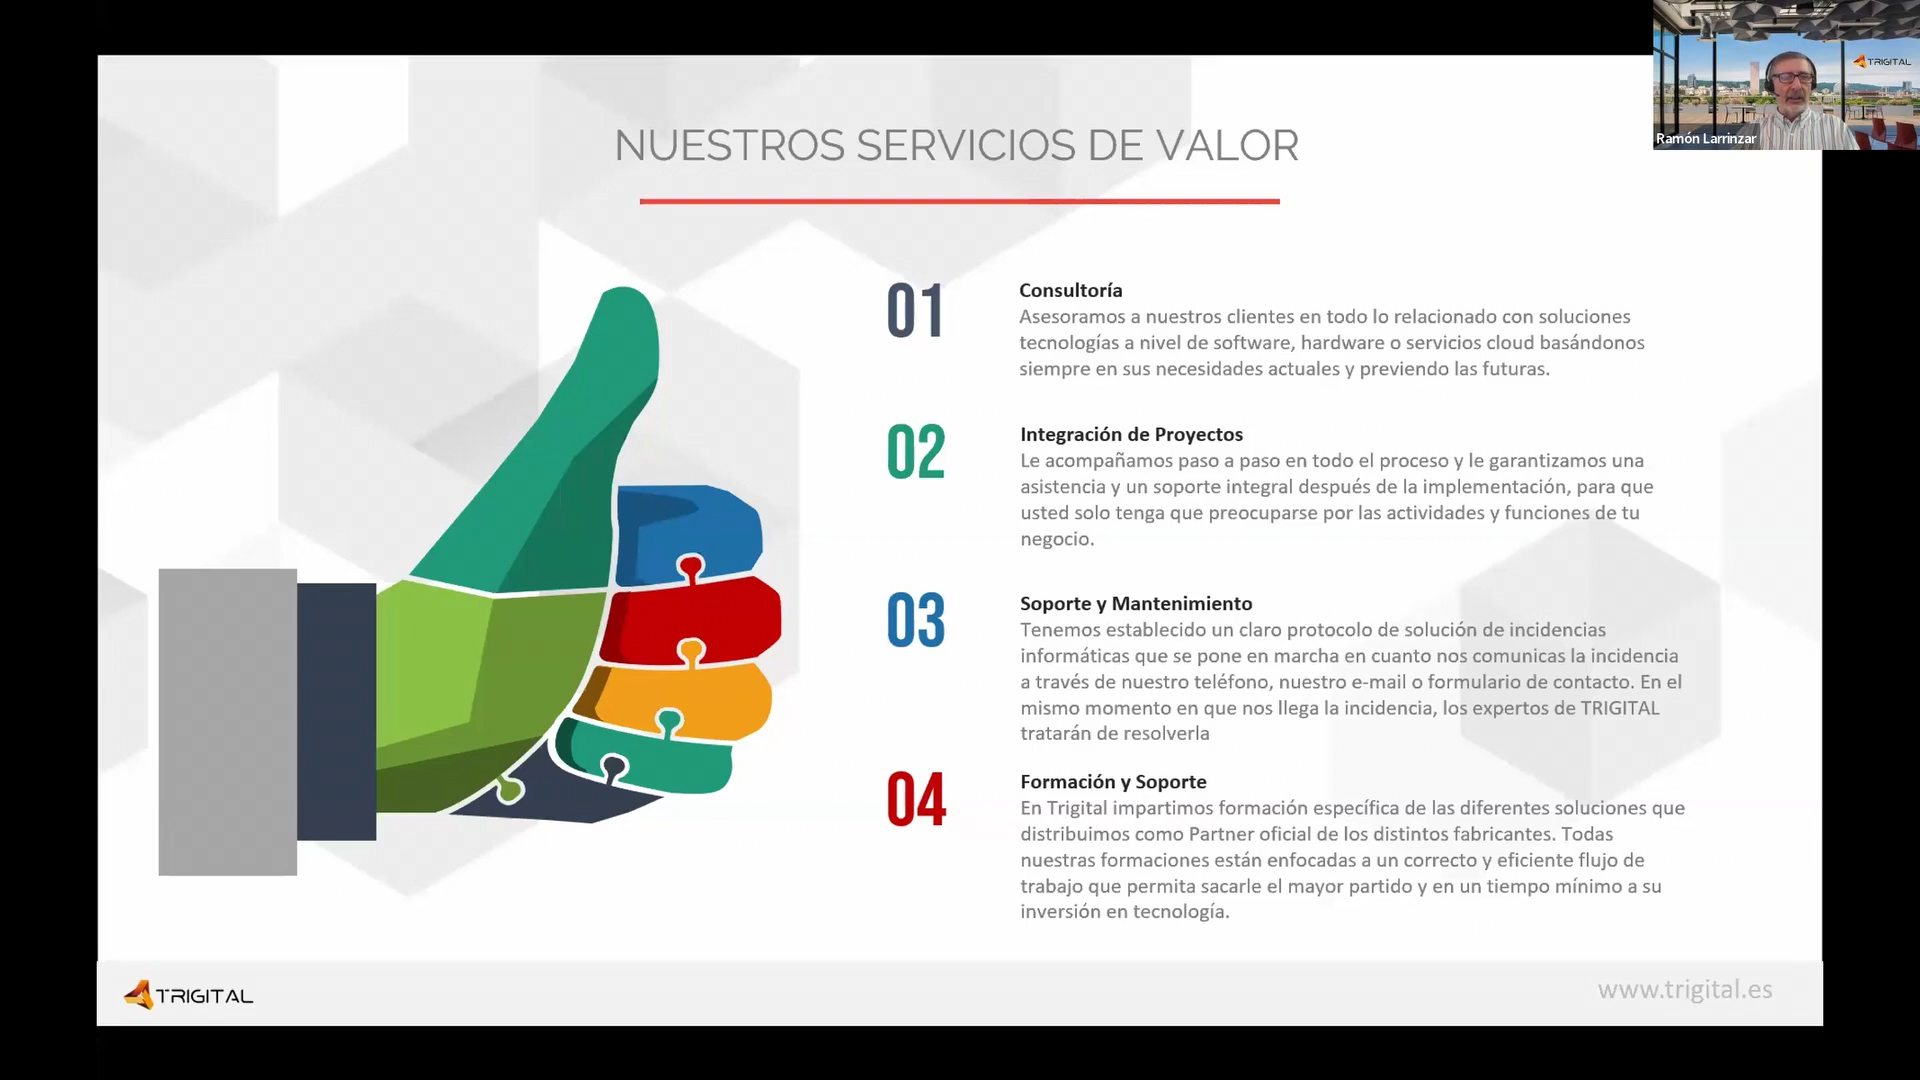 TRIGITAL
Ramón Larrinzar
NUESTROS SERVICIOS DE VALOR
01
Consultoría
Asesoramos a nuestros clientes en todo lo relacionado con soluciones
tecnologías a nivel de software, hardware o servicios cloud basándonos
siempre en sus necesidades actuales y previendo las futuras.
02
Integración de Proyectos
Le acompañamos paso a paso en todo el proceso y le garantizamos una
asistencia y un soporte integral después de la implementación, para que
usted solo tenga que preocuparse por las actividades y funciones de tu
negocio.
03
Soporte y Mantenimiento
Tenemos establecido un claro protocolo de solución de incidencias
informáticas que se pone en marcha en cuanto nos comunicas la incidencia
a través de nuestro teléfono, nuestro e-mail o formulario de contacto. En el
mismo momento en que nos llega la incidencia, los expertos de TRIGITAL
tratarán de resolverla
04
Formación y Soporte
En Trigital impartimos formación específica de las diferentes soluciones que
distribuimos como Partner oficial de los distintos fabricantes. Todas
nuestras formaciones están enfocadas a un correcto y eficiente flujo de
trabajo que permita sacarle el mayor partido y en un tiempo mínimo a su
inversión en tecnología.
TRIGITAL
www.trigital.es